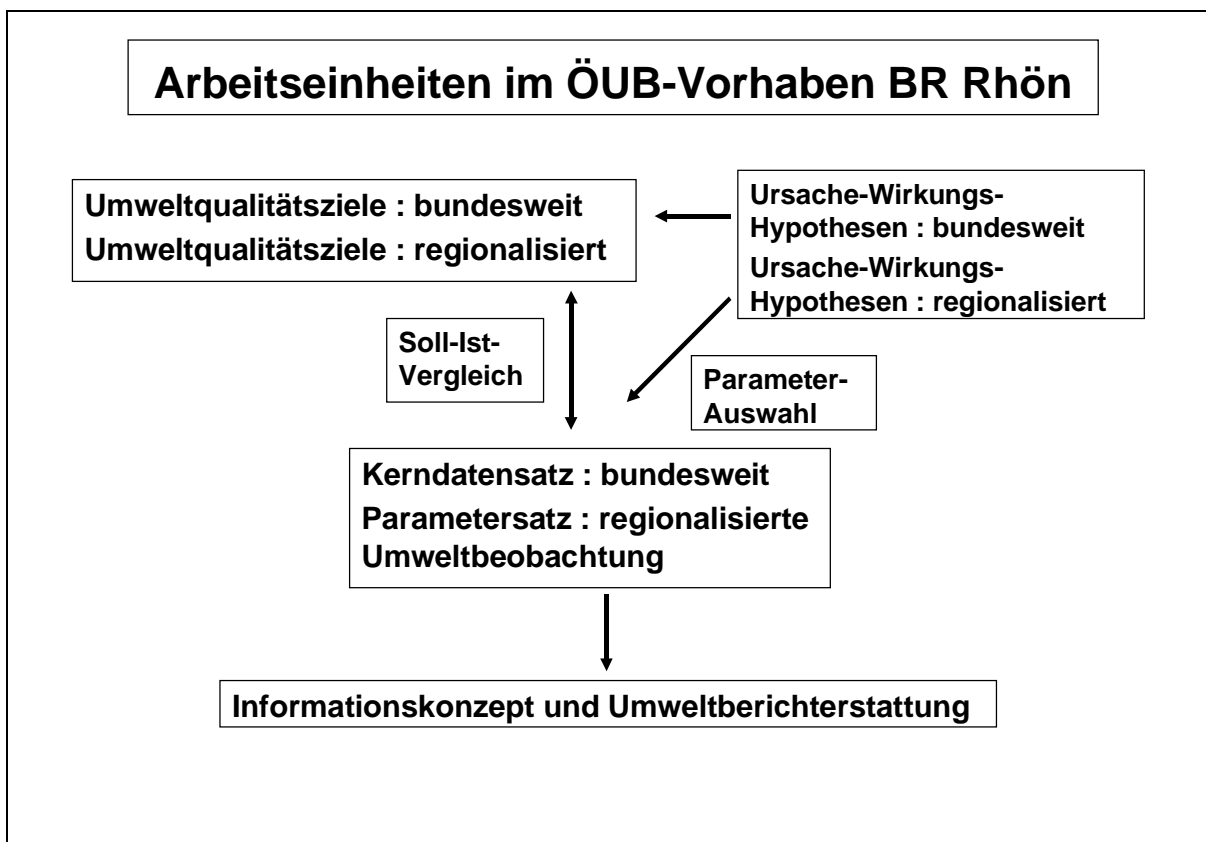 Arbeitseinheiten im ÖUB-Vorhaben BR Rhön
Umweltqualitätsziele : bundesweit
Umweltqualitätsziele : regionalisiert
Ursache-Wirkungs-
Hypothesen : bundesweit
Ursache-Wirkungs-
Hypothesen : regionalisiert
Soll-Ist-
Vergleich
Parameter-
Auswahl
Kerndatensatz : bundesweit
Parametersatz : regionalisierte
Umweltbeobachtung
Informationskonzept und Umweltberichterstattung